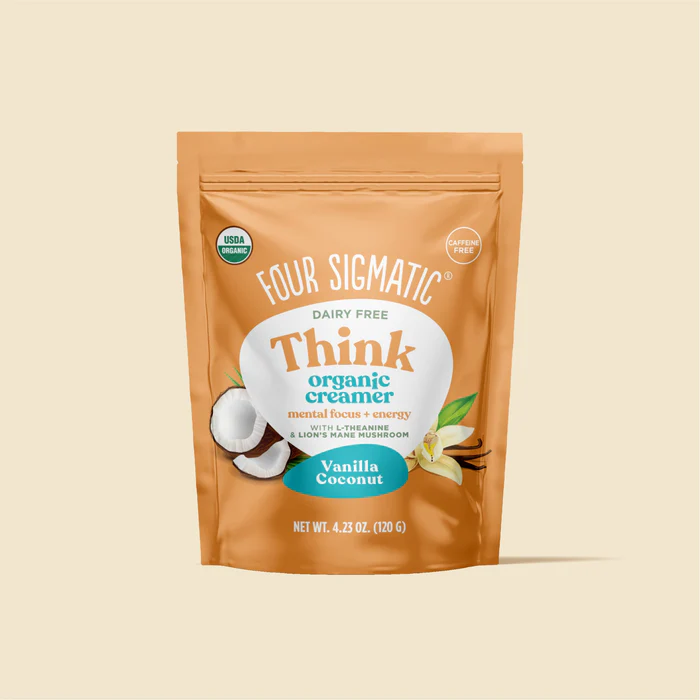 USDA
ORGANIC
CAFFEINE
FREE
FOUR SIGMATIC®
DAIRY FREE
Think
organic
creamer
mental focus + energy
WITH L-THEANINE
& LION'S MANE MUSHROOM
Vanilla
Coconut
NET WT. 4.23 OZ. (120 G)